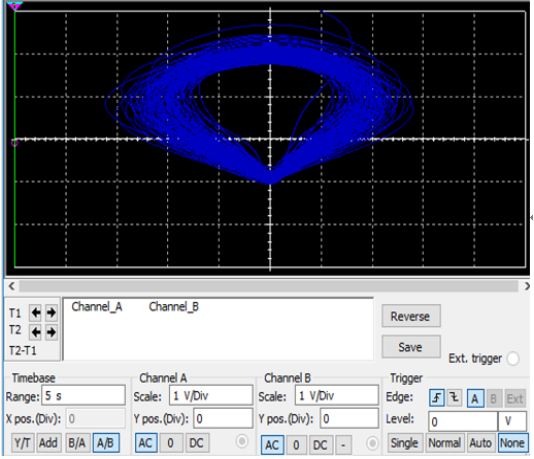 T1 Channel_A Channel_B Reverse
T2
T2-T1 Save Ext. trigger
Timebase Channel A Channel B Trigger
Range: 5 s Scale: 1 V/Div Scale: 1 V/Div Edge: A B Ext
X pos.(Div): 0 Y pos.(Div): 0 Y pos.(Div): 0 Level: 0 V
Y/T Add B/A A/B AC 0 DC AC 0 DC - Single Normal Auto None